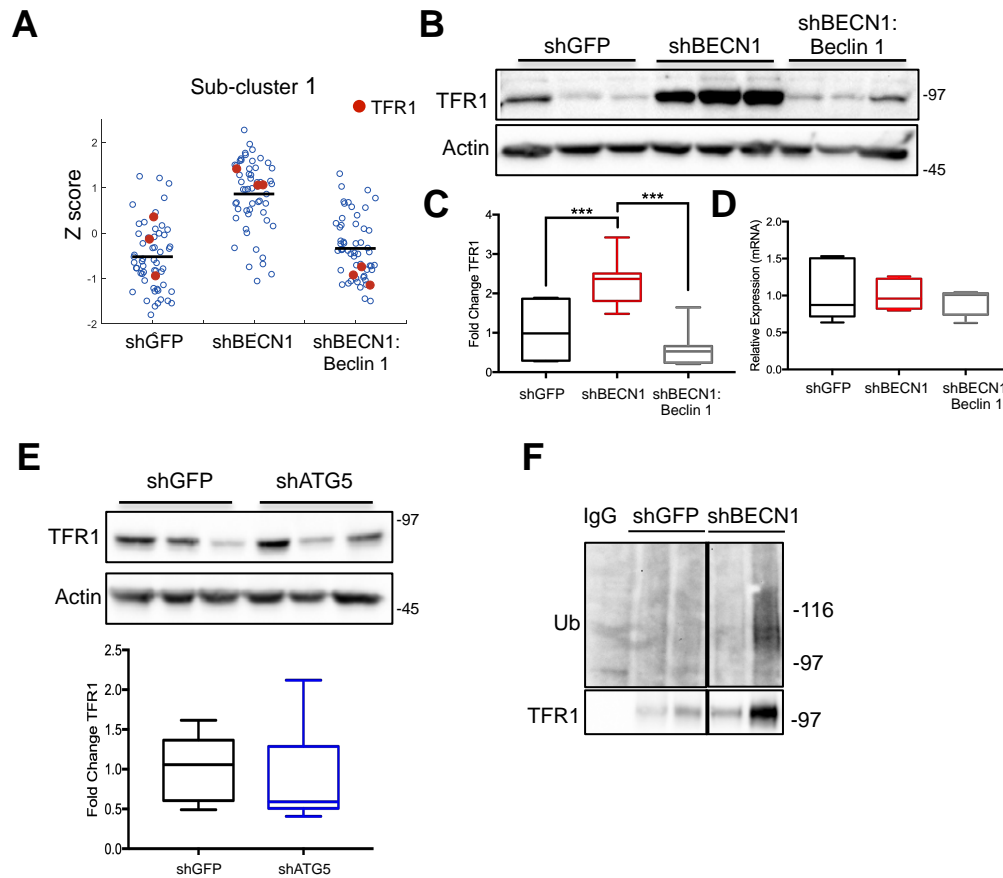 A
Sub-cluster 1
TFR1
Z score
2
1
0
-1
-2
shGFP
shBECN1
shBECN1:
Beclin 1
B
shGFP
shBECN1
shBECN1:
Beclin 1
TFR1
-97
Actin
-45
C
***
***
Fold Change TFR1
4
3
2
1
0
shGFP
shBECN1
shBECN1:
Beclin 1
D
Relative Expression (mRNA)
2.0
1.5
1.0
0.5
0.0
shGFP
shBECN1
shBECN1:
Beclin 1
E
shGFP
shATG5
-97
TFR1
Actin
-45
Fold Change TFR1
2.5
2.0
1.5
1.0
0.5
0.0
shGFP
shATG5
F
IgG shGFP shBECN1
Ub
-116
-97
TFR1
-97